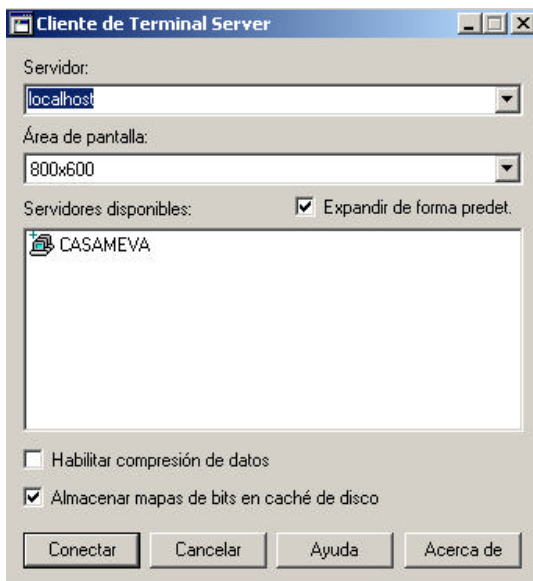 Cliente de Terminal Server
Servidor:
localhost
Área de pantalla:
800x600
Servidores disponibles: Expandir de forma predet.
CASAMEVA
Habilitar compresión de datos
Almacenar mapas de bits en caché de disco
Conectar Cancelar Ayuda Acerca de